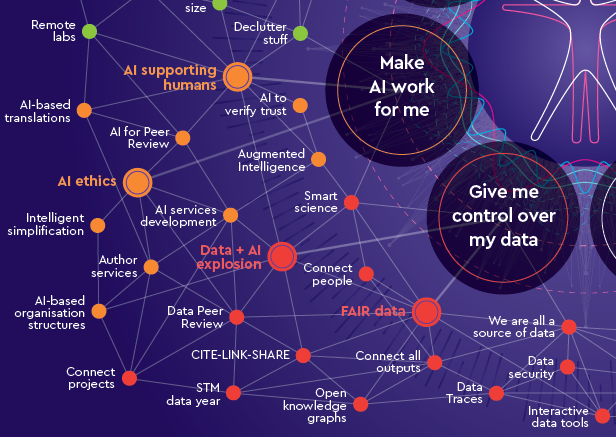 size
Remote
labs
Declutter
stuff
Make
AI work
for me
AI supporting
humans
AI-based
translations
AI to
verify trust
AI for Peer
Review
Augmented
Intelligence
AI ethics
Give me
control over
my data
Smart
science
Intelligent
simplification
AI services
development
Data + AI
explosion
Author
services
Connect
people
AI-based
organisation
structures
Data Peer
Review
FAIR data
We are all a
source of data
CITE-LINK-SHARE
Connect all
outputs
Data
security
Connect
projects
STM
data year
Open
knowledge
graphs
Data
Traces
Interactive
data tools